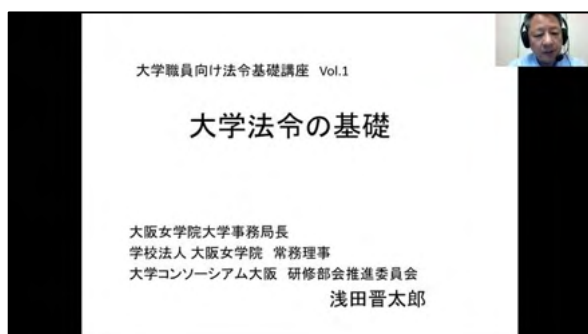 大学職員向け法令基礎講座 Vol.1
大学法令の基礎
大阪女学院大学事務局長
学校法人 大阪女学院 常務理事
大学コンソーシアム大阪 研修部会推進委員会
浅田晋太郎